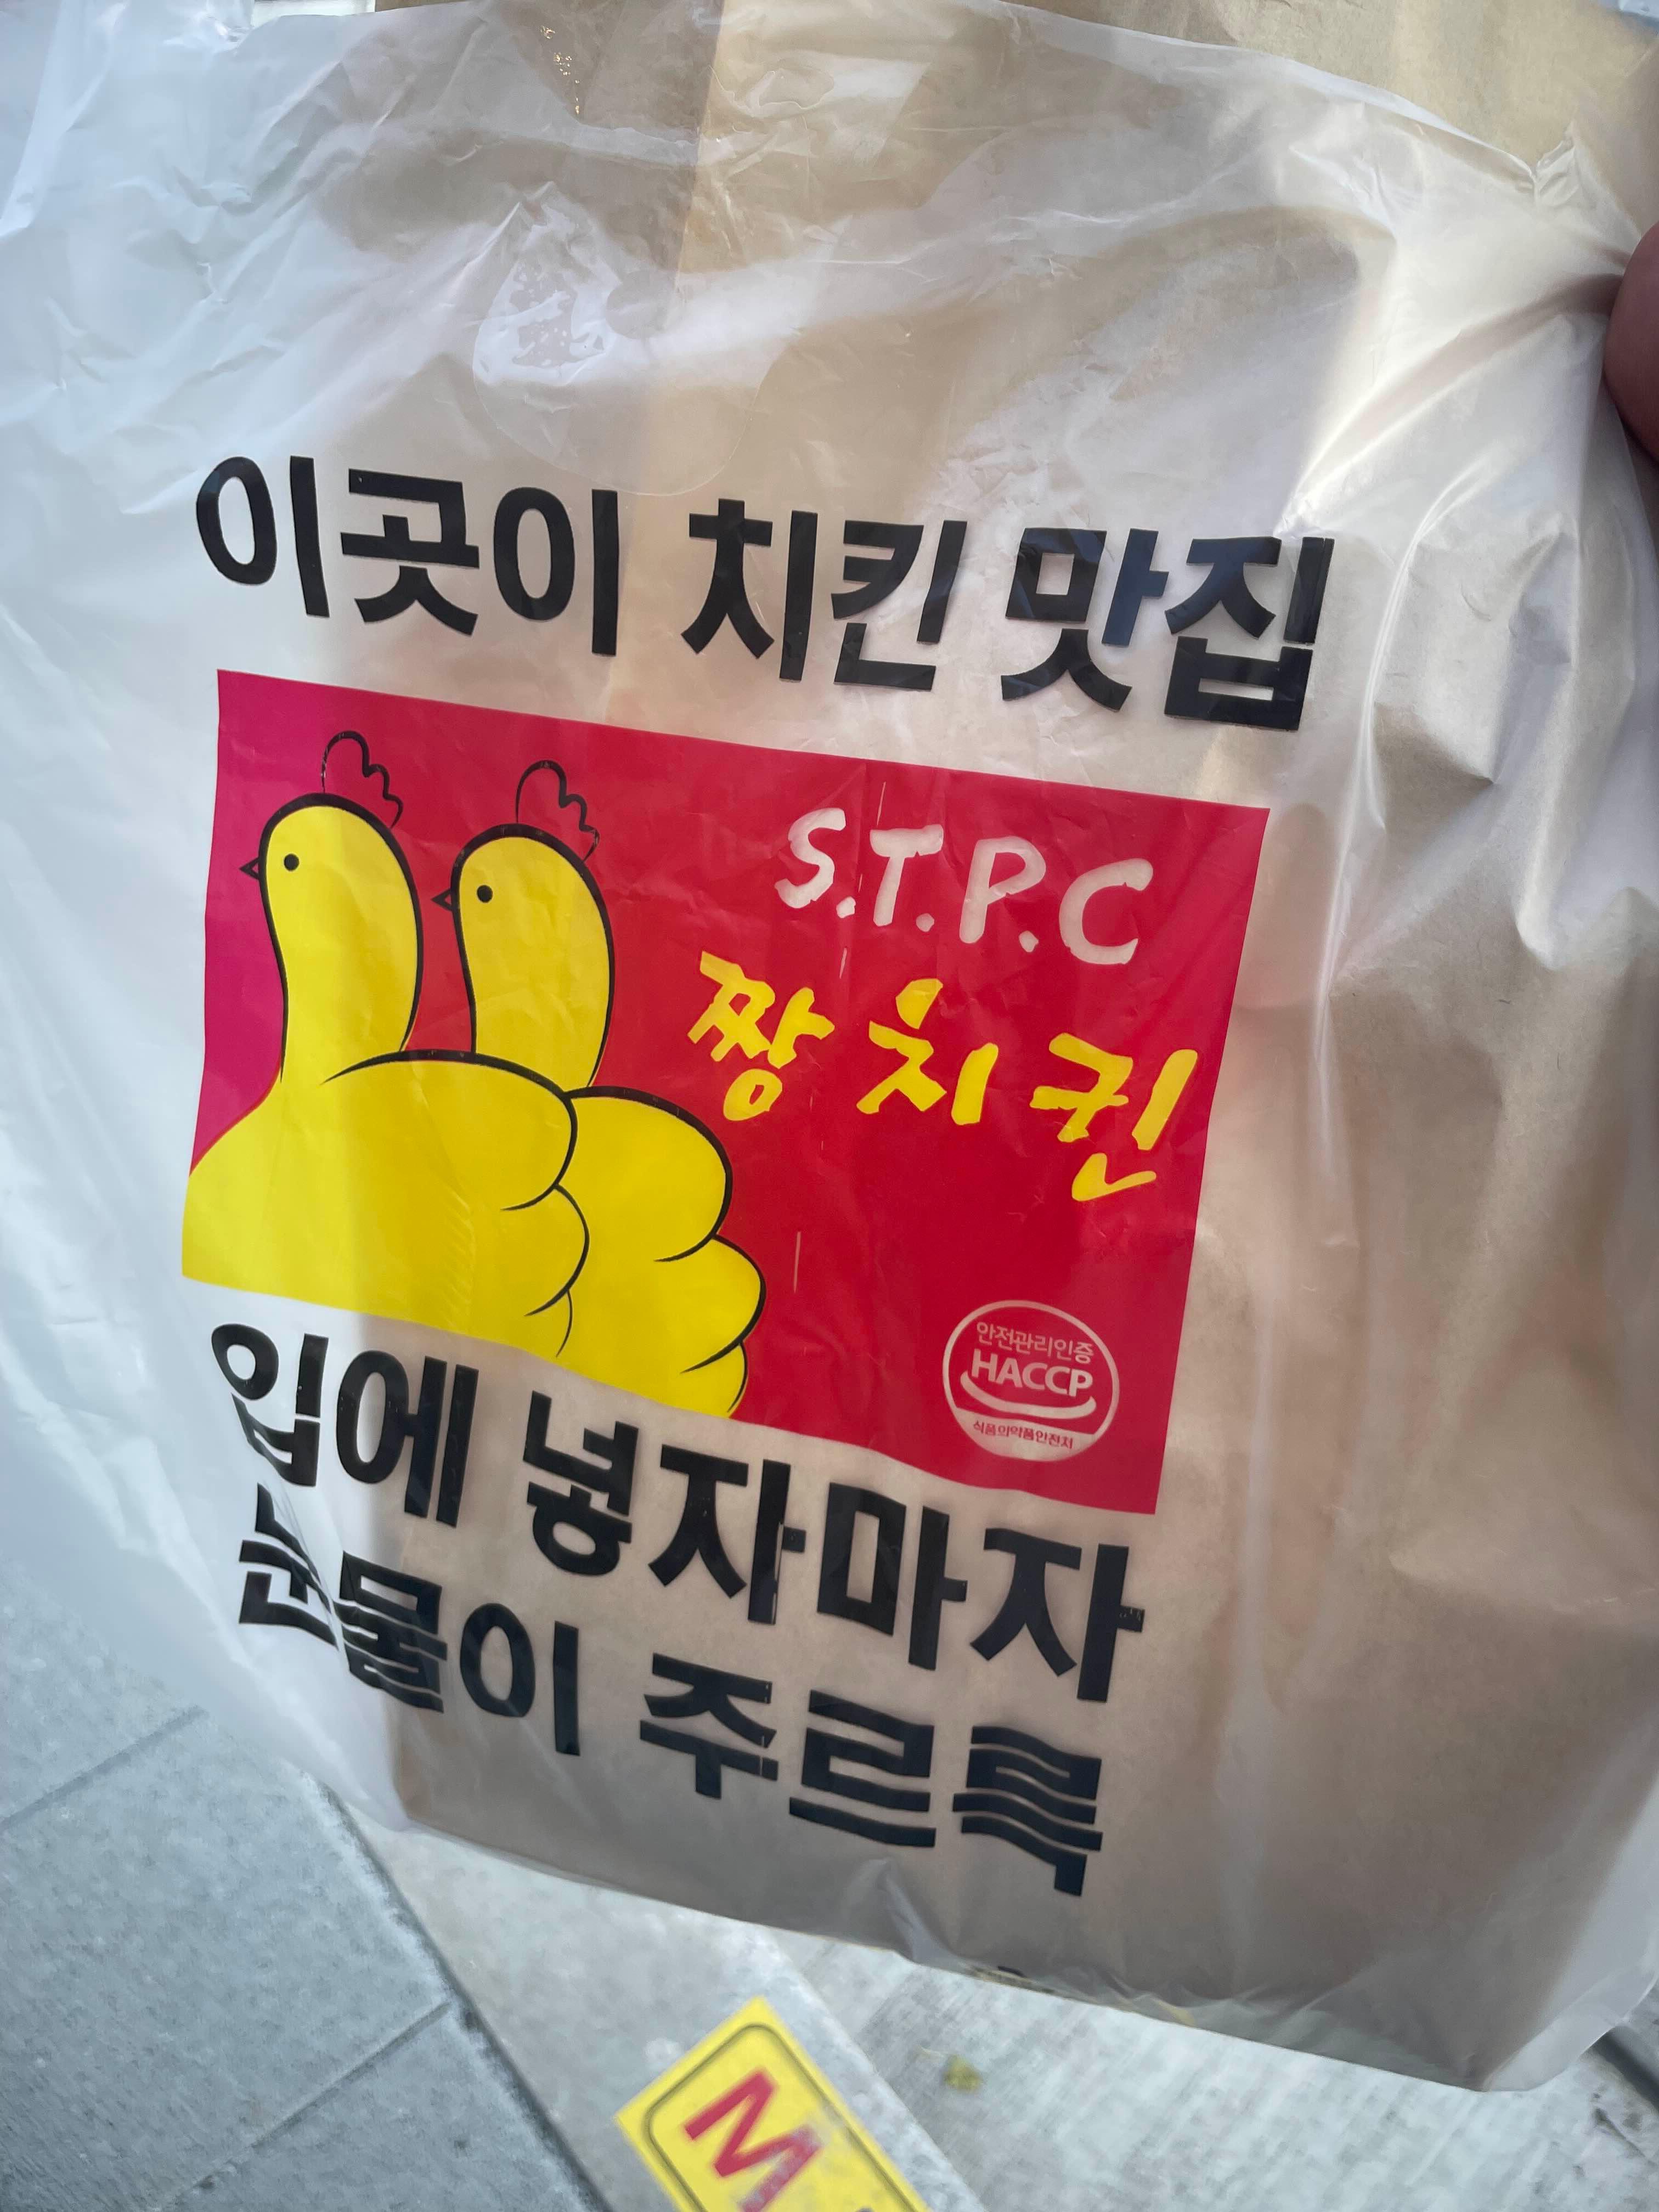 이곳이 치킨 맛집
S.T.P.C
짱 치킨
안전관리인증
HACCP
식품의약품안전처
입에 넣자마자
눈물이 주르륵
M